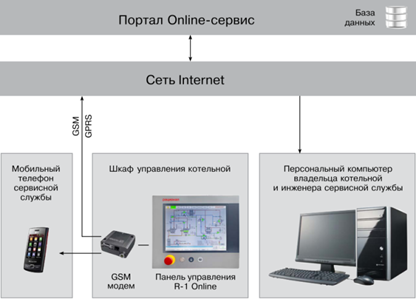 Портал Online-сервис
База
данных
Сеть Internet
GSM
GPRS
Мобильный
телефон
сервисной
службы
Шкаф управления котельной
Персональный компьютер
владельца котельной
и инженера сервисной службы
GSM
модем
Панель управления
R-1 Online